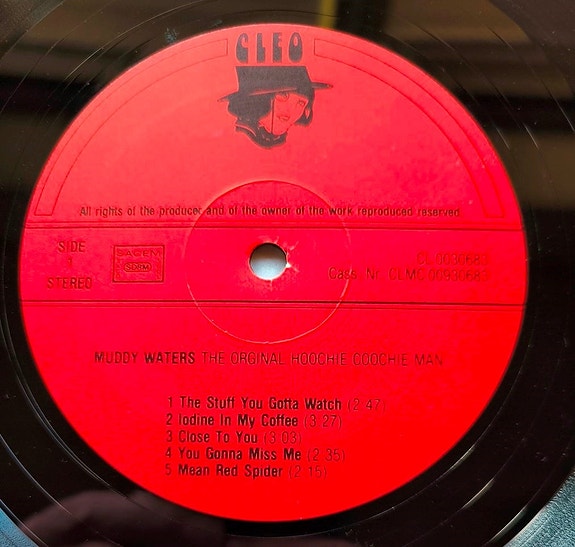 CLEO
All rights of the producer and of the owner of the work reproduced reserved
SIDE
1
STEREO
SACEM
SDRM
CL 0030683
Cass. Nr. CLMC 00930683
MUDDY WATERS THE ORGINAL HOOCHIE COOCHIE MAN
1 The Stuff You Gotta Watch (2.47)
2 Iodine In My Coffee (3.27)
3 Close To You (3.03)
4 You Gonna Miss Me (2.35)
5 Mean Red Spider (2.15)